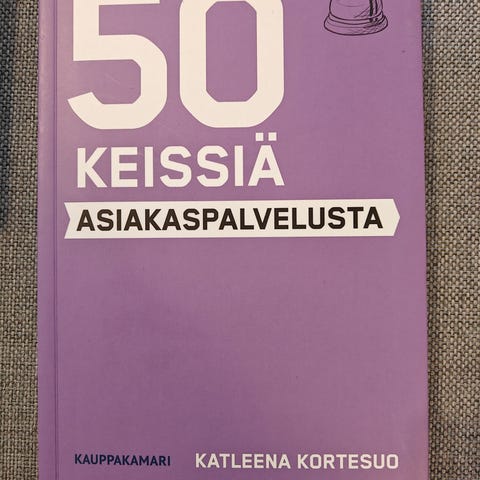 50
KEISSIÄ
ASIAKASPALVELUSTA
KAUPPAKAMARI KATLEENA KORTESUO